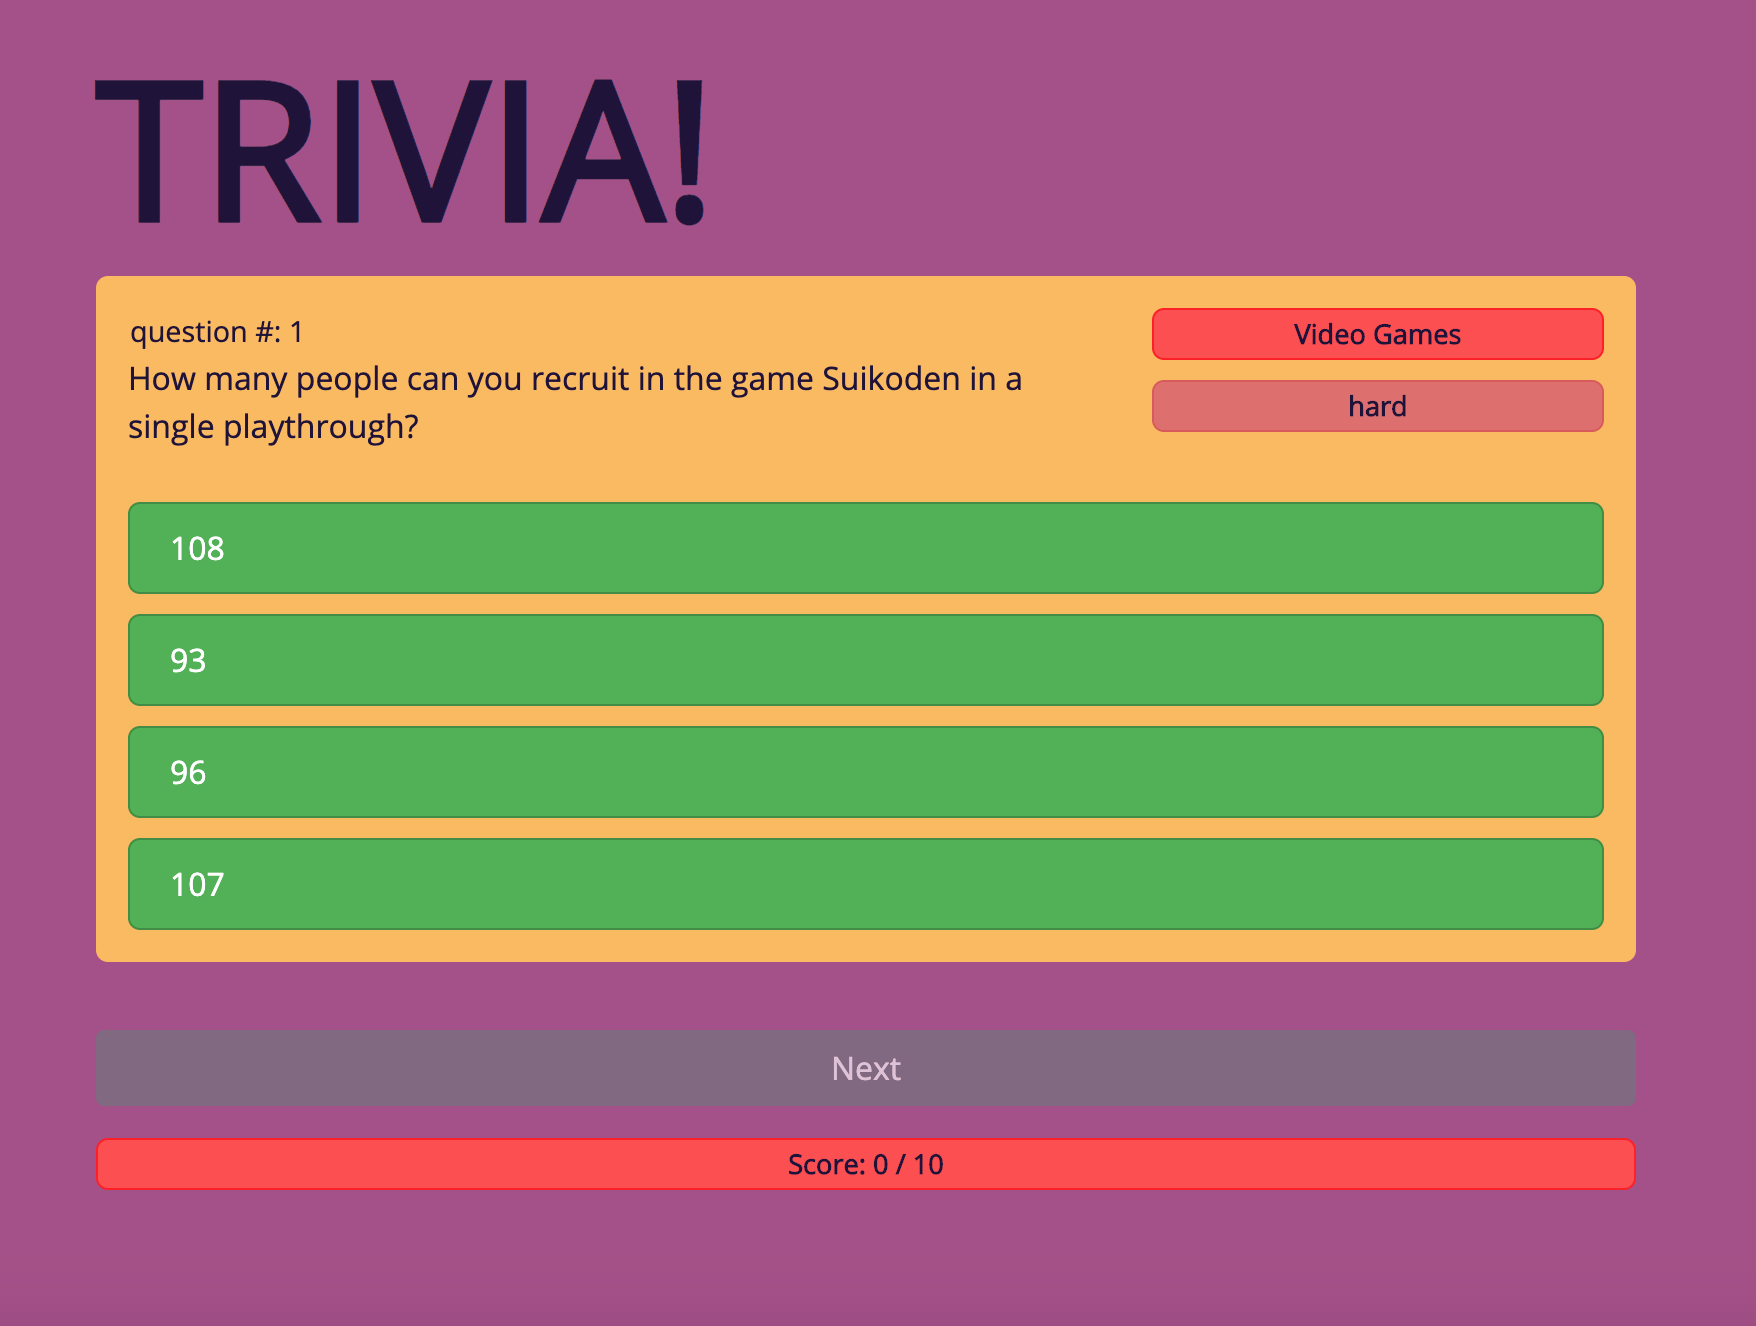 TRIVIA!
question #: 1
How many people can you recruit in the game Suikoden in a
single playthrough?
Video Games
hard
108
93
96
107
Next
Score: 0 / 10